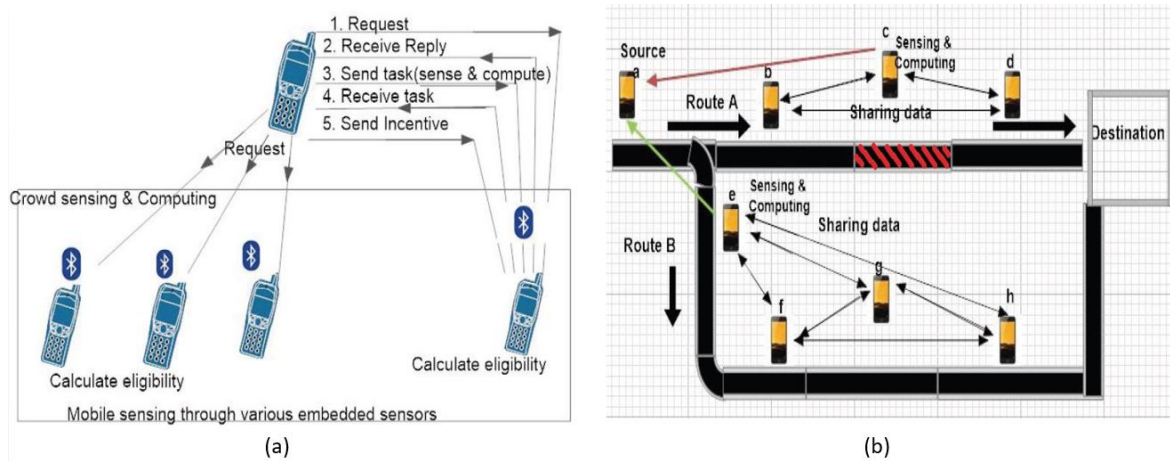 1. Request
2. Receive Reply
3. Send task(sense & compute)
4. Receive task
5. Send Incentive
Request
Crowd sensing & Computing
Calculate eligibility
Calculate eligibility
Mobile sensing through various embedded sensors
(a)
c
Source
Sensing &
Computing
a
b
d
Route A
Sharing data
Destination
e
Sensing &
Computing
Sharing data
Route B
g
h
f
(b)